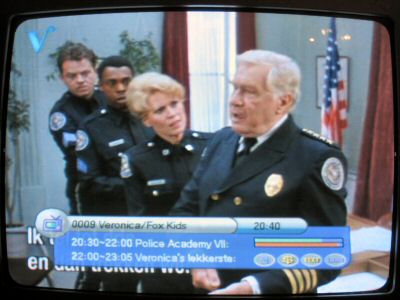 0009 Veronica/Fox Kids 20:40
20:30-22:00 Police Academy VII:
22:00-23:05 Veronica's lekkerste:
Ik
en dan trekken we